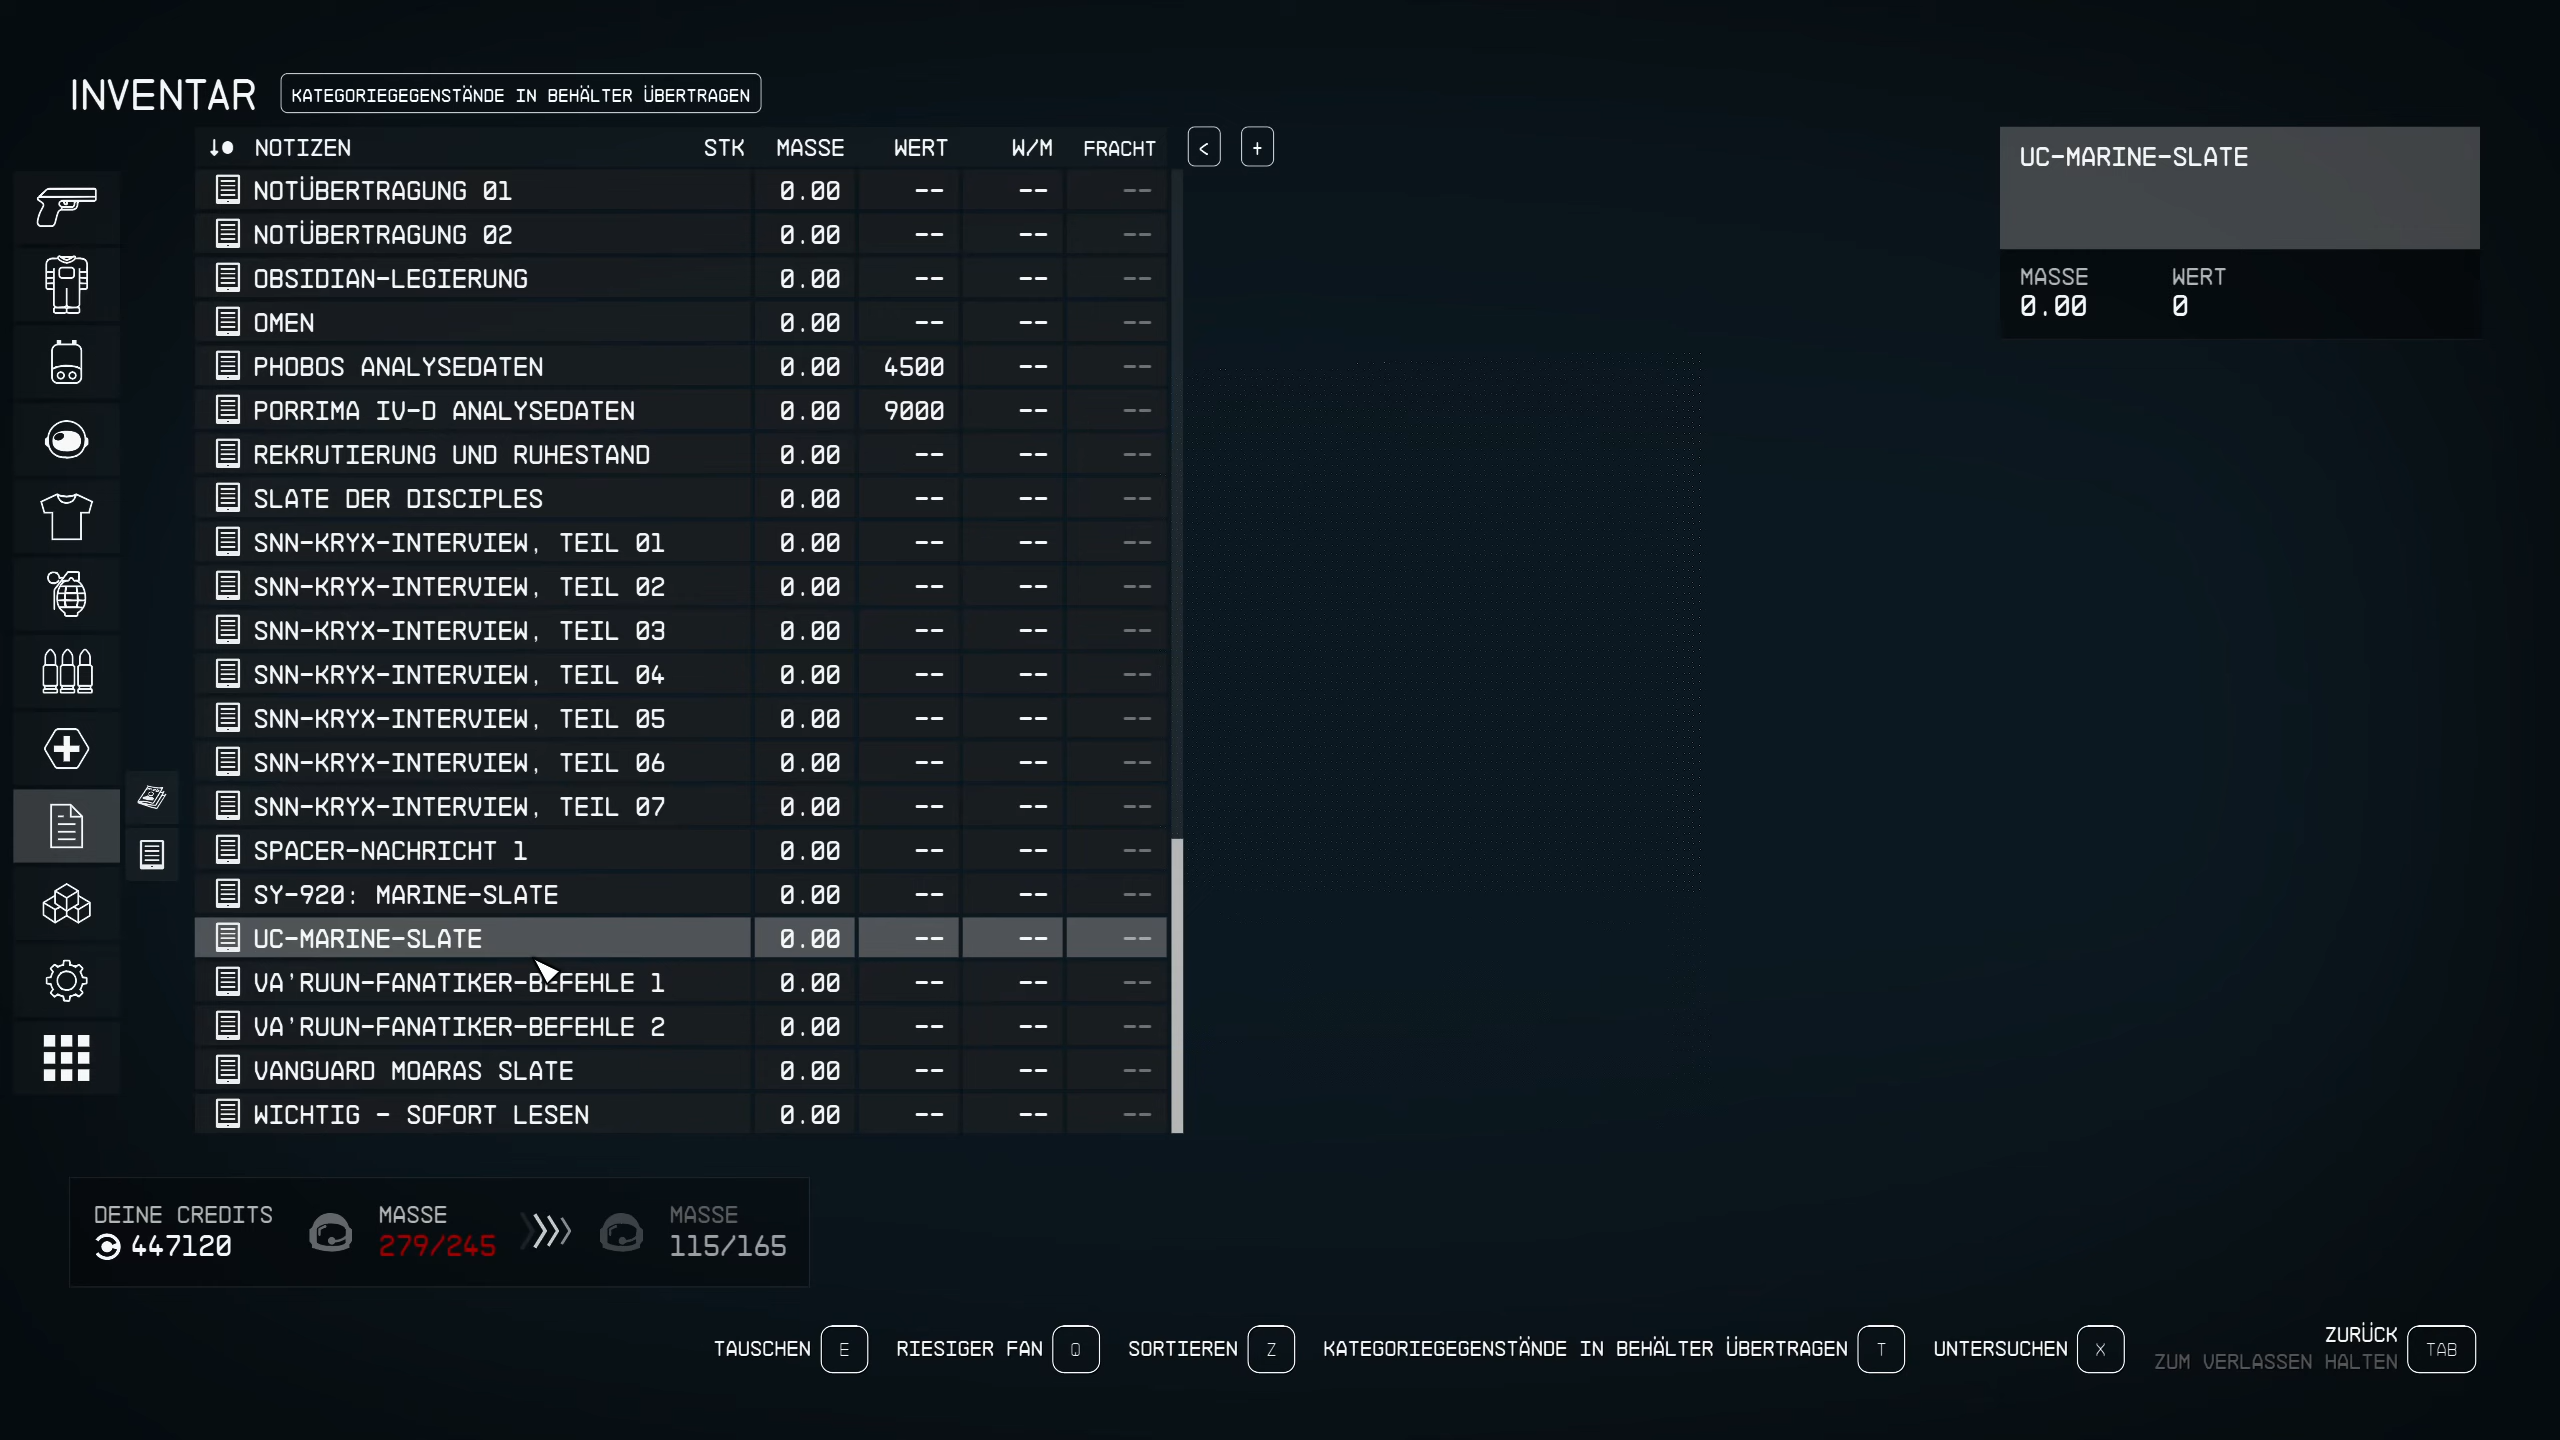 INVENTAR KATEGORIEGEGENSTÄNDE IN BEHÄLTER ÜBERTRAGEN
NOTIZEN STK MASSE WERT W/M FRACHT < +
NOTÜBERTRAGUNG 01 0.00 -- -- --
NOTÜBERTRAGUNG 02 0.00 -- -- --
OBSIDIAN-LEGIERUNG 0.00 -- -- --
OMEN 0.00 -- -- --
PHOBOS ANALYSEDATEN 0.00 4500 -- --
PORRIMA IV-D ANALYSEDATEN 0.00 9000 -- --
REKRUTIERUNG UND RUHESTAND 0.00 -- -- --
SLATE DER DISCIPLES 0.00 -- -- --
SNN-KRYX-INTERVIEW, TEIL 01 0.00 -- -- --
SNN-KRYX-INTERVIEW, TEIL 02 0.00 -- -- --
SNN-KRYX-INTERVIEW, TEIL 03 0.00 -- -- --
SNN-KRYX-INTERVIEW, TEIL 04 0.00 -- -- --
SNN-KRYX-INTERVIEW, TEIL 05 0.00 -- -- --
SNN-KRYX-INTERVIEW, TEIL 06 0.00 -- -- --
SNN-KRYX-INTERVIEW, TEIL 07 0.00 -- -- --
SPACER-NACHRICHT 1 0.00 -- -- --
SY-920: MARINE-SLATE 0.00 -- -- --
UC-MARINE-SLATE 0.00 -- -- --
VA'RUUN-FANATIKER-BEFEHLE 1 0.00 -- -- --
VA'RUUN-FANATIKER-BEFEHLE 2 0.00 -- -- --
VANGUARD MOARAS SLATE 0.00 -- -- --
WICHTIG - SOFORT LESEN 0.00 -- -- --
UC-MARINE-SLATE
MASSE WERT
0.00 0
DEINE CREDITS MASSE MASSE
447120 279/245 115/165
TAUSCHEN E RIESIGER FAN Q SORTIEREN Z KATEGORIEGEGENSTÄNDE IN BEHÄLTER ÜBERTRAGEN T UNTERSUCHEN X ZURÜCK TAB
ZUM VERLASSEN HALTEN